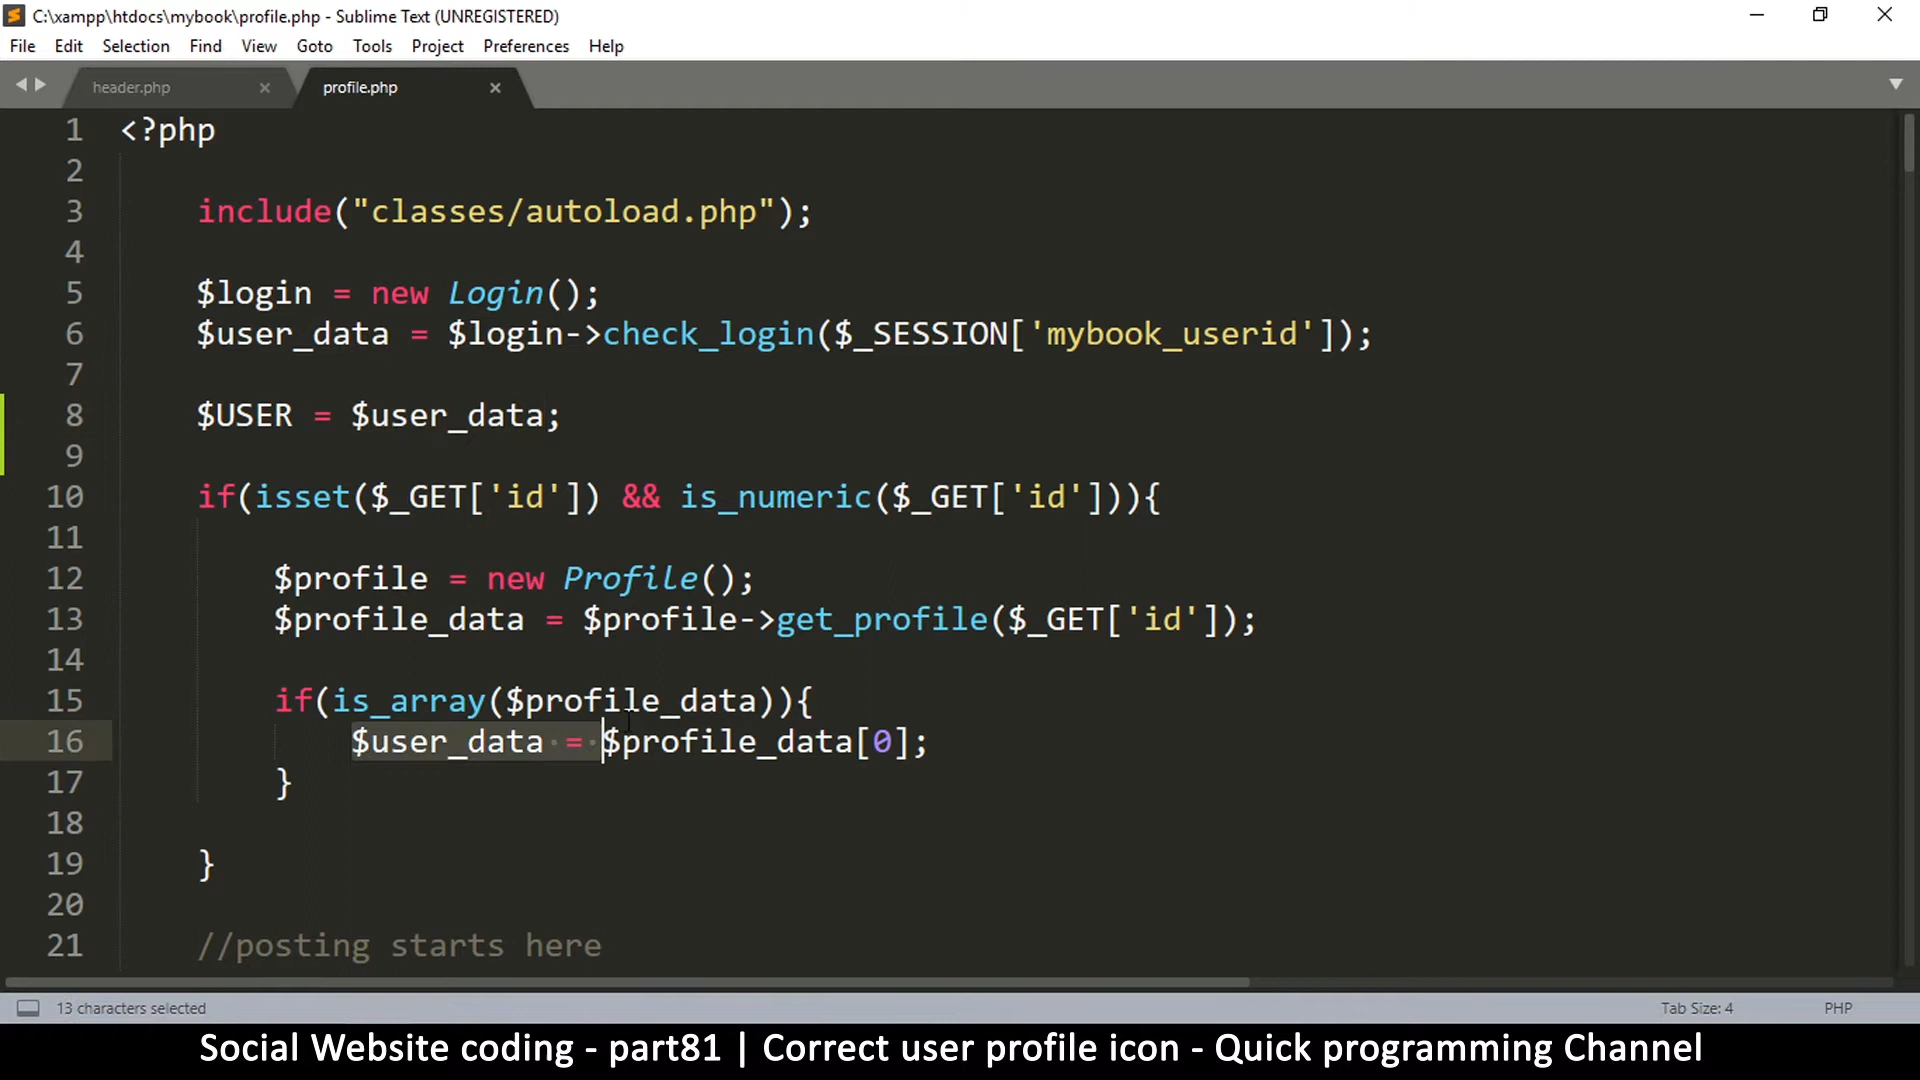 C:\xampp\htdocs\mybook\profile.php - Sublime Text (UNREGISTERED)
File Edit Selection Find View Goto Tools Project Preferences Help
header.php profile.php
1 <?php
2
3 include("classes/autoload.php");
4
5 $login = new Login();
6 $user_data = $login->check_login($_SESSION['mybook_userid']);
7
8 $USER = $user_data;
9
10 if(isset($_GET['id']) && is_numeric($_GET['id'])){
11
12 $profile = new Profile();
13 $profile_data = $profile->get_profile($_GET['id']);
14
15 if(is_array($profile_data)){
16 $user_data = $profile_data[0];
17 }
18
19 }
20
21 //posting starts here
13 characters selected Tab Size: 4 PHP
Social Website coding - part81 | Correct user profile icon - Quick programming Channel